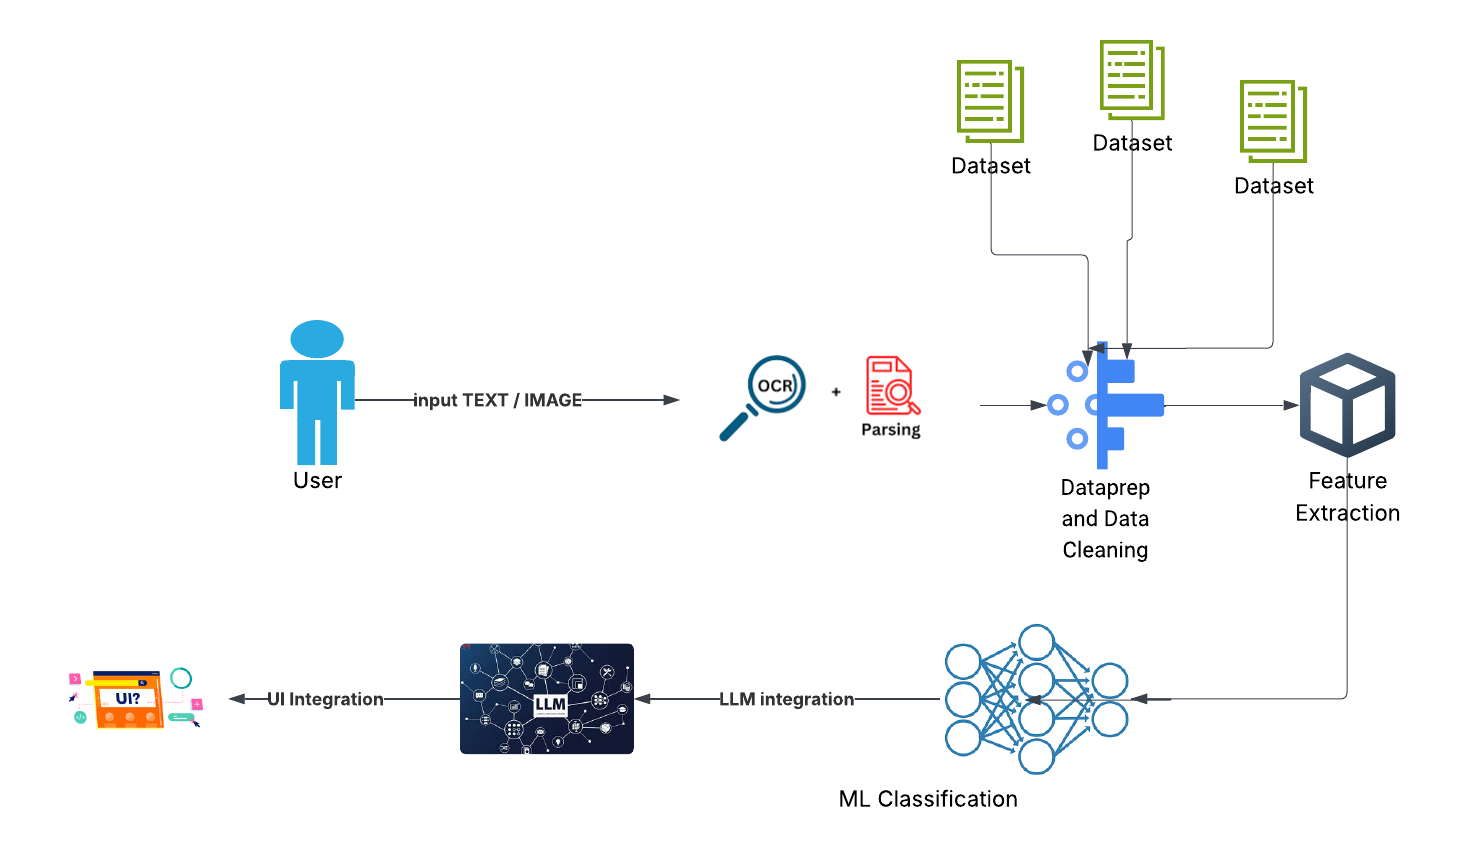 Dataset
Dataset
Dataset
input TEXT / IMAGE
OCR
+
Parsing
User
Dataprep
and Data
Cleaning
Feature
Extraction
UI?
UI Integration
LLM
LLM integration
ML Classification